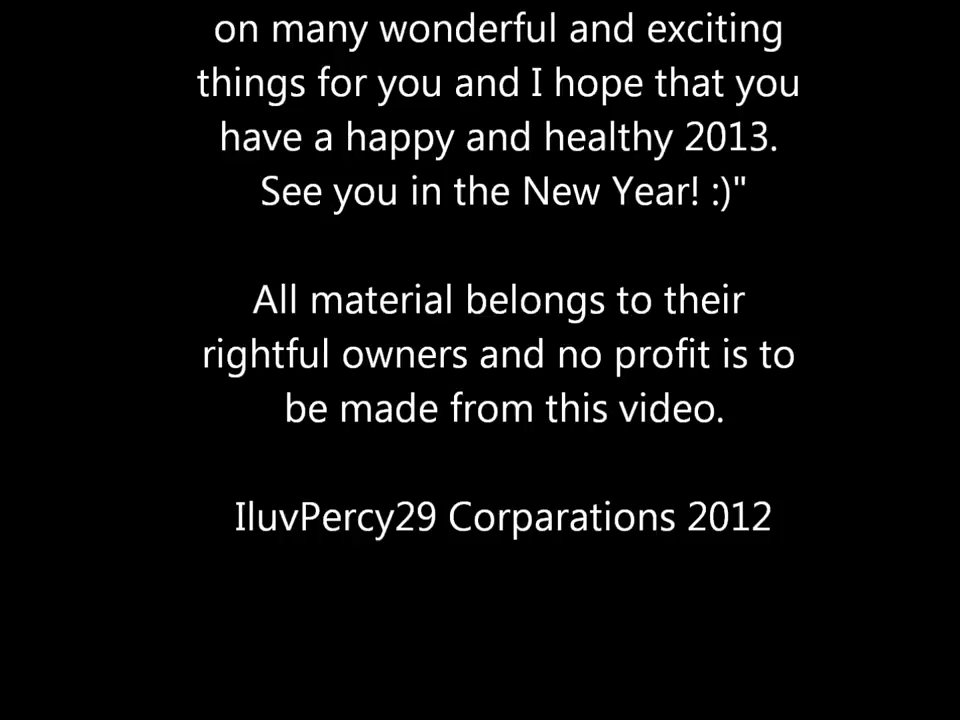 on many wonderful and exciting
things for you and I hope that you
have a happy and healthy 2013.
See you in the New Year! :)"
All material belongs to their
rightful owners and no profit is to
be made from this video.
IluvPercy29 Corparations 2012